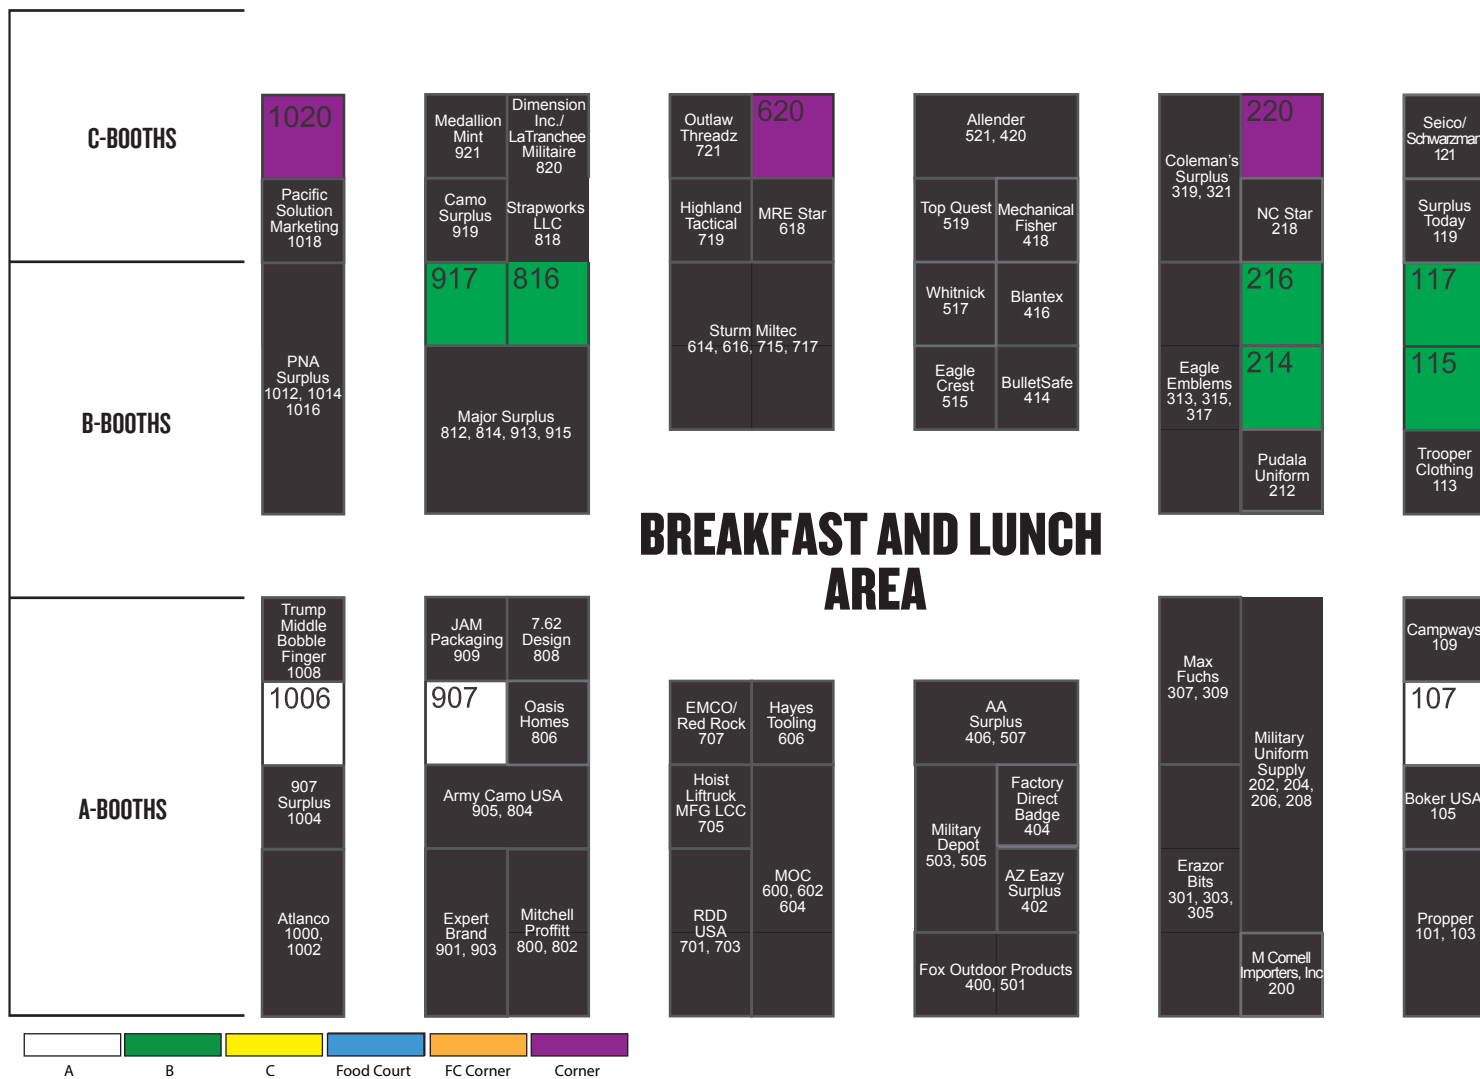 C-BOOTHS
B-BOOTHS
A-BOOTHS
1020
Pacific
Solution
Marketing
1018
PNA
Surplus
1012, 1014
1016
Medallion
Mint
921
Dimension
Inc./
LaTranchee
Militaire
820
Camo
Surplus
919
Strapworks
LLC
818
917
816
Major Surplus
812, 814, 913, 915
Outlaw
Threadz
721
620
Highland
Tactical
719
MRE Star
618
Sturm Miltec
614, 616, 715, 717
Allender
521, 420
Top Quest
519
Mechanical
Fisher
418
Whitnick
517
Blantex
416
Eagle
Crest
515
BulletSafe
414
Coleman's
Surplus
319, 321
220
NC Star
218
216
Eagle
Emblems
313, 315,
317
214
Pudala
Uniform
212
Seico/
Schwarzman
121
Surplus
Today
119
117
115
Trooper
Clothing
113
BREAKFAST AND LUNCH
AREA
Trump
Middle
Bobble
Finger
1008
1006
907
Surplus
1004
Atlanco
1000,
1002
JAM
Packaging
909
7.62
Design
808
907
Oasis
Homes
806
Army Camo USA
905, 804
Expert
Brand
901, 903
Mitchell
Proffitt
800, 802
EMCO/
Red Rock
707
Hayes
Tooling
606
Hoist
Liftruck
MFG LCC
705
MOC
600, 602
604
RDD
USA
701, 703
AA
Surplus
406, 507
Military
Depot
503, 505
Factory
Direct
Badge
404
AZ Eazy
Surplus
402
Fox Outdoor Products
400, 501
Max
Fuchs
307, 309
Military
Uniform
Supply
202, 204,
206, 208
Erazor
Bits
301, 303,
305
M Cornell
Importers, Inc
200
Campways
109
107
Boker USA
105
Propper
101, 103
A
B
C
Food Court
FC Corner
Corner